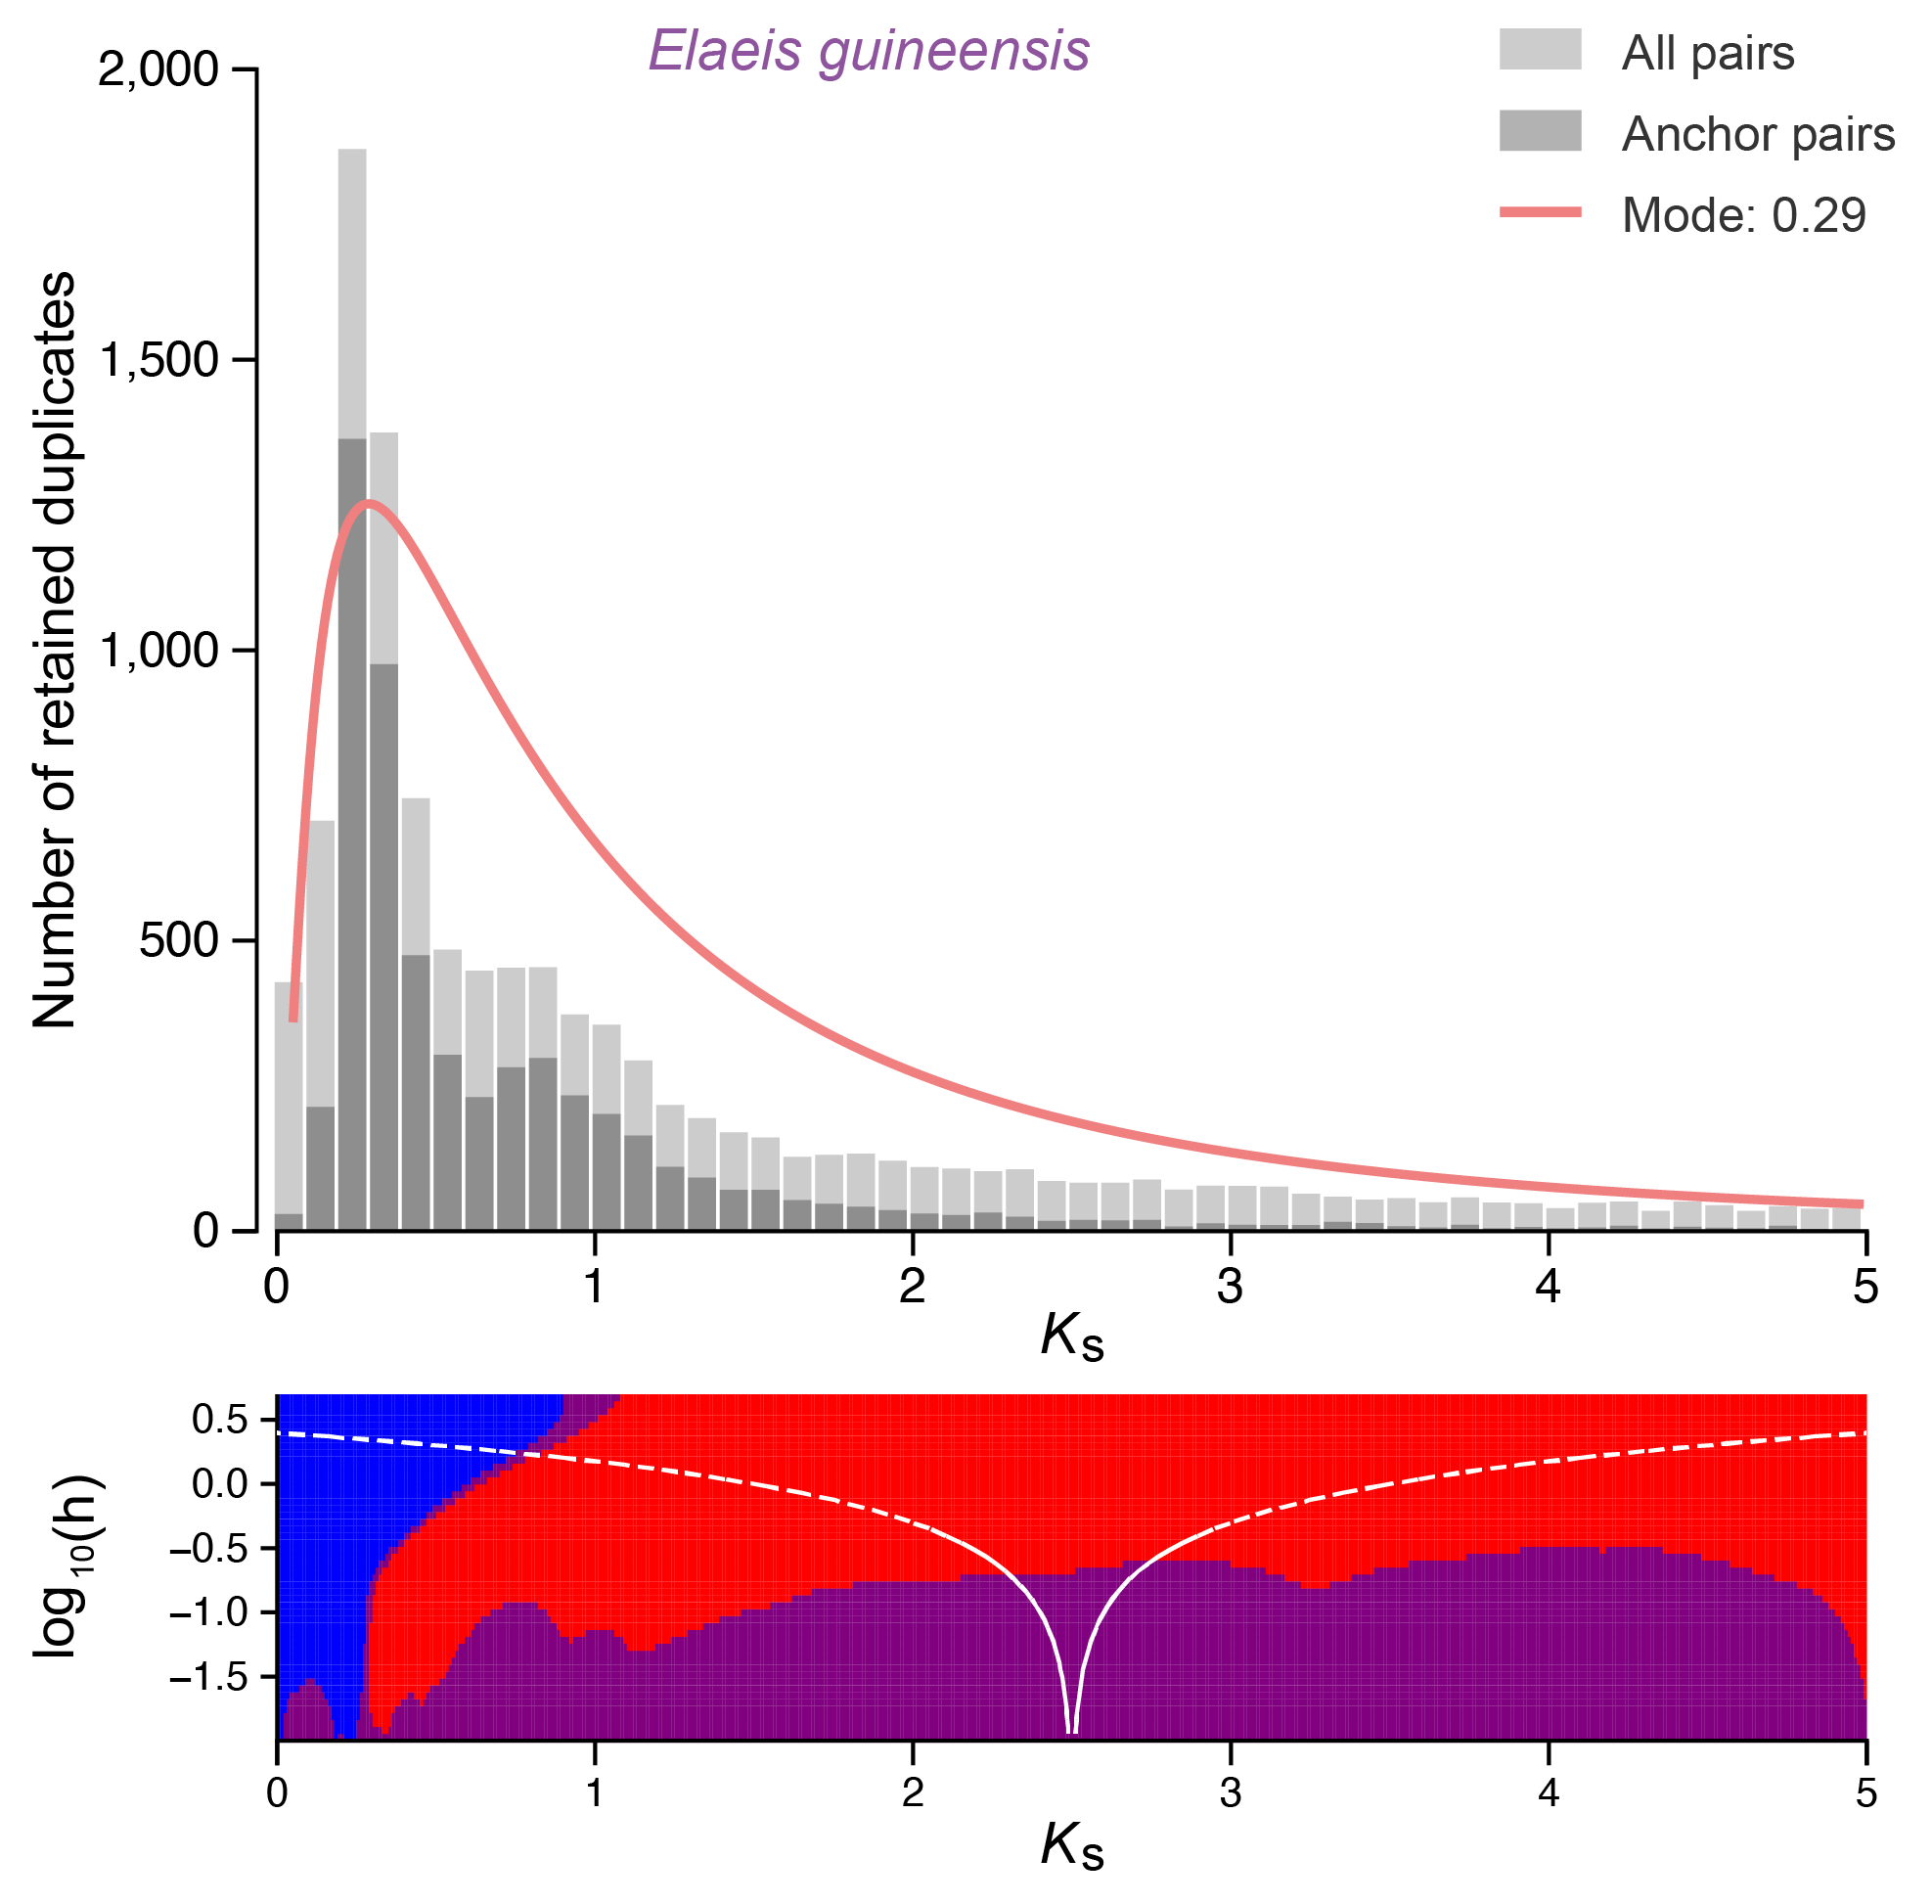 Elaeis guineensis
All pairs
Anchor pairs
Mode: 0.29
Number of retained duplicates
2,000
1,500
1,000
500
0
0 1 2 3 4 5
Ks
log10(h)
0.5
0.0
−0.5
−1.0
−1.5
0 1 2 3 4 5
Ks